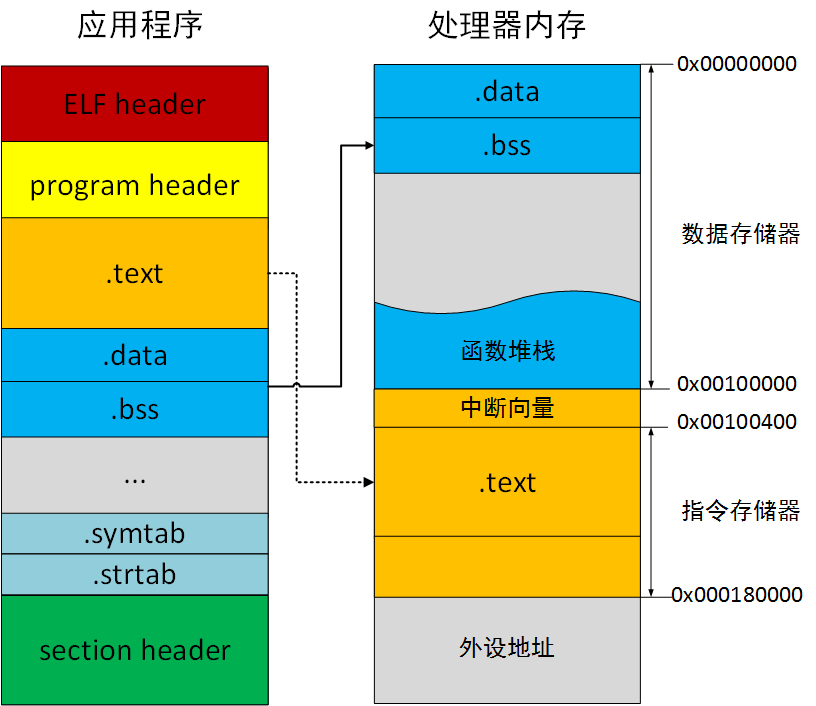 应用程序
ELF header
program header
.text
.data
.bss
...
.symtab
.strtab
section header
处理器内存
.data
.bss
函数堆栈
中断向量
.text
外设地址
0x00000000
数据存储器
0x00100000
0x00100400
指令存储器
0x000180000